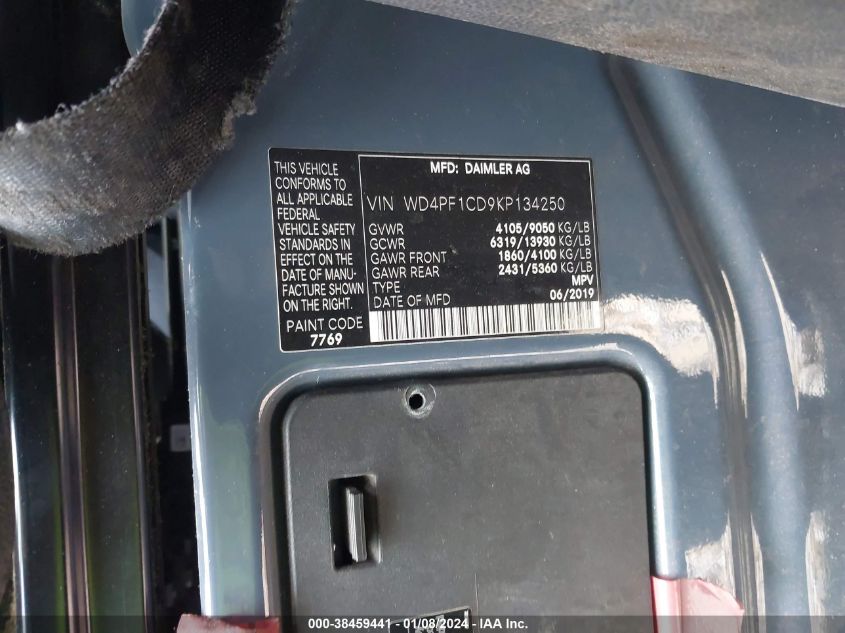 THIS VEHICLE
CONFORMS TO
ALL APPLICABLE
FEDERAL
VEHICLE SAFETY
STANDARDS IN
EFFECT ON THE
DATE OF MANU-
FACTURE SHOWN
ON THE RIGHT.
PAINT CODE
7769
MFD: DAIMLER AG
VIN WD4PF1CD9KP134250
GVWR 4105/9050 KG/LB
GCWR 6319/13930 KG/LB
GAWR FRONT 1860/4100 KG/LB
GAWR REAR 2431/5360 KG/LB
TYPE MPV
DATE OF MFD 06/2019
000-38459441 - 01/08/2024 - IAA Inc.